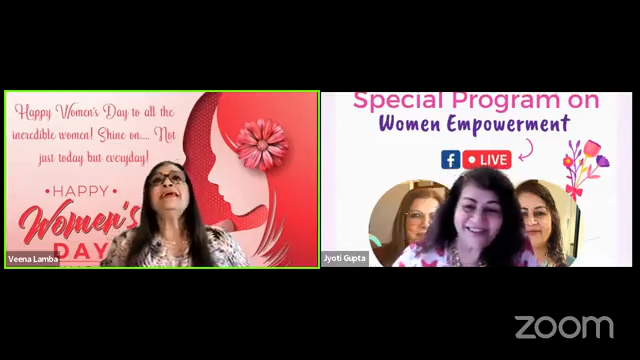 Happy Women's Day to all the
incredible women! Shine on.... Not
just today but everyday!
•HAPPY•
Women's
DAY
Veena Lamba
Special Program on
Women Empowerment
f LIVE
Jyoti Gupta
zoom